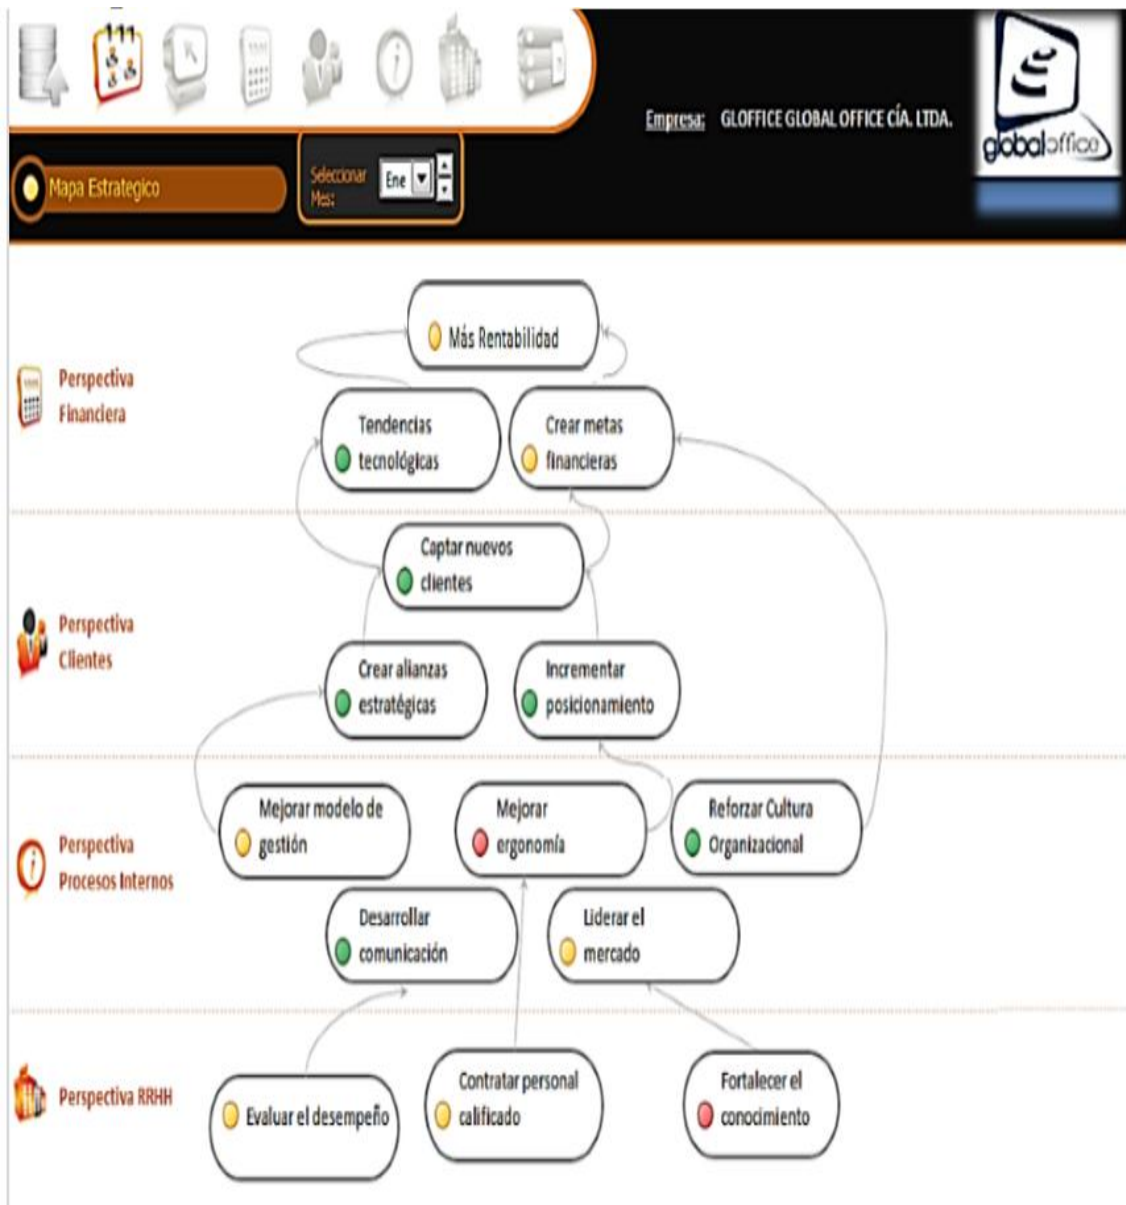 Empresa: GLOFFICE GLOBAL OFFICE CÍA. LTDA.
globaloffice
Mapa Estrategico
Seleccionar
Mes:
Ene
Más Rentabilidad
Perspectiva
Financiera
Tendencias
tecnológicas
Crear metas
financieras
Captar nuevos
clientes
Perspectiva
Clientes
Crear alianzas
estratégicas
Incrementar
posicionamiento
Mejorar modelo de
gestión
Mejorar
ergonomía
Reforzar Cultura
Organizacional
Perspectiva
Procesos Internos
Desarrollar
comunicación
Liderar el
mercado
Perspectiva RRHH
Evaluar el desempeño
Contratar personal
calificado
Fortalecer el
conocimiento